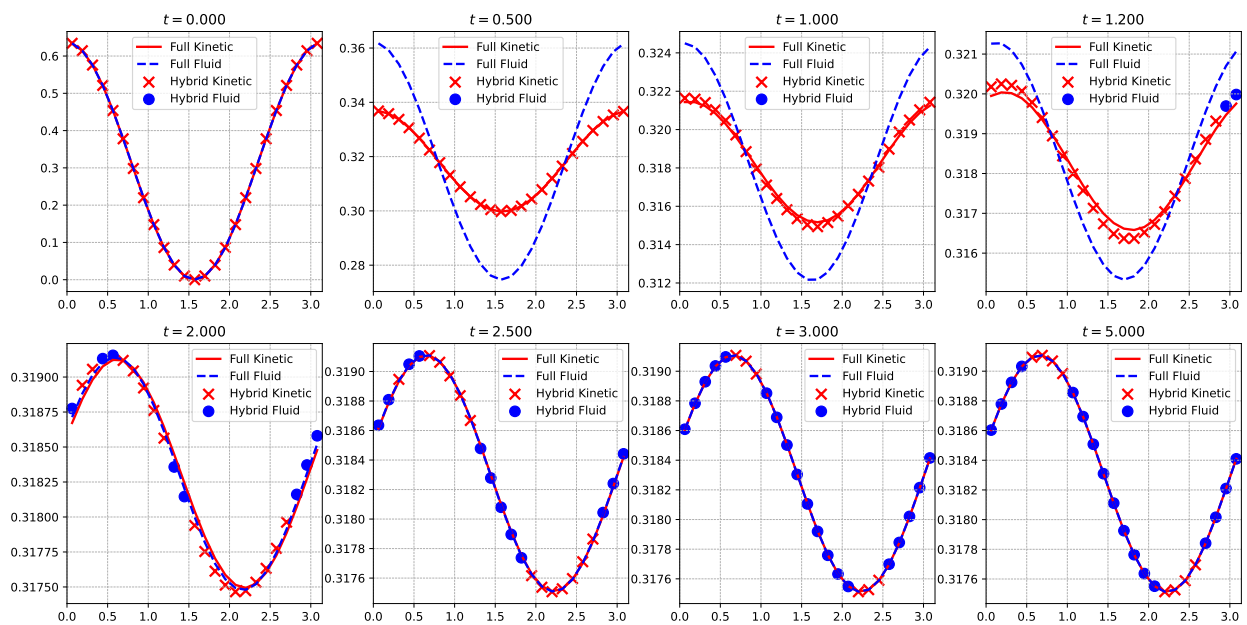 t = 0.000
Full Kinetic
Full Fluid
Hybrid Kinetic
Hybrid Fluid
0.6
0.5
0.4
0.3
0.2
0.1
0.0
0.0 0.5 1.0 1.5 2.0 2.5 3.0
t = 0.500
Full Kinetic
Full Fluid
Hybrid Kinetic
Hybrid Fluid
0.36
0.34
0.32
0.30
0.28
0.0 0.5 1.0 1.5 2.0 2.5 3.0
t = 1.000
Full Kinetic
Full Fluid
Hybrid Kinetic
Hybrid Fluid
0.324
0.322
0.320
0.318
0.316
0.314
0.312
0.0 0.5 1.0 1.5 2.0 2.5 3.0
t = 1.200
Full Kinetic
Full Fluid
Hybrid Kinetic
Hybrid Fluid
0.321
0.320
0.319
0.318
0.317
0.316
0.0 0.5 1.0 1.5 2.0 2.5 3.0
t = 2.000
Full Kinetic
Full Fluid
Hybrid Kinetic
Hybrid Fluid
0.31900
0.31875
0.31850
0.31825
0.31800
0.31775
0.31750
0.0 0.5 1.0 1.5 2.0 2.5 3.0
t = 2.500
Full Kinetic
Full Fluid
Hybrid Kinetic
Hybrid Fluid
0.3190
0.3188
0.3186
0.3184
0.3182
0.3180
0.3178
0.3176
0.0 0.5 1.0 1.5 2.0 2.5 3.0
t = 3.000
Full Kinetic
Full Fluid
Hybrid Kinetic
Hybrid Fluid
0.3190
0.3188
0.3186
0.3184
0.3182
0.3180
0.3178
0.3176
0.0 0.5 1.0 1.5 2.0 2.5 3.0
t = 5.000
Full Kinetic
Full Fluid
Hybrid Kinetic
Hybrid Fluid
0.3190
0.3188
0.3186
0.3184
0.3182
0.3180
0.3178
0.3176
0.0 0.5 1.0 1.5 2.0 2.5 3.0